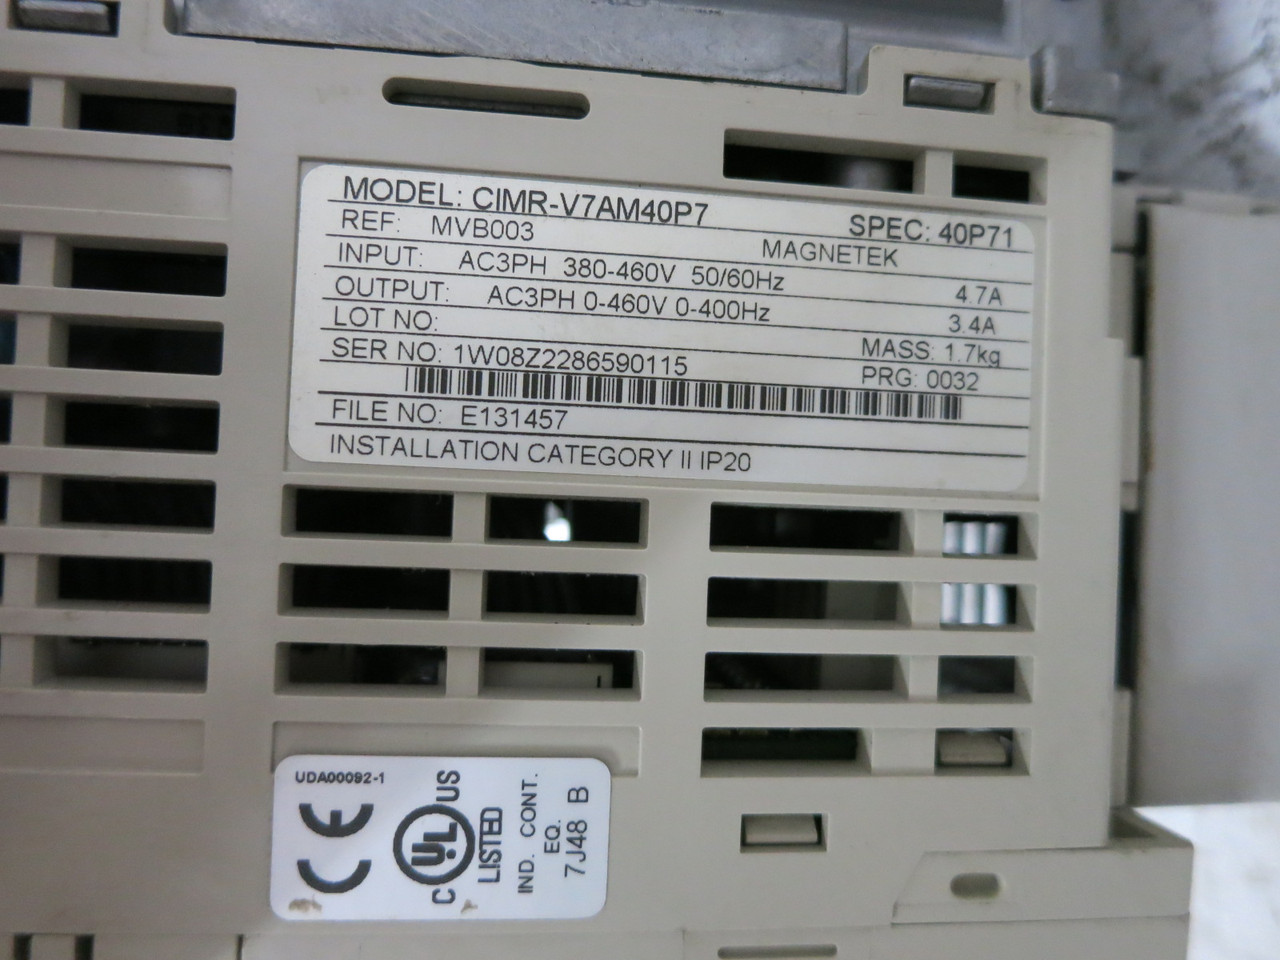 MODEL: CIMR-V7AM40P7 SPEC: 40P71
REF: MVB003 MAGNETEK
INPUT: AC3PH 380-460V 50/60Hz 4.7A
OUTPUT: AC3PH 0-460V 0-400Hz 3.4A
LOT NO: MASS: 1.7kg
SER NO: 1W08Z2286590115 PRG: 0032
FILE NO: E131457
INSTALLATION CATEGORY II IP20
UDA00092-1
CE
C UL US
LISTED
IND. CONT.
EQ.
7J48 B